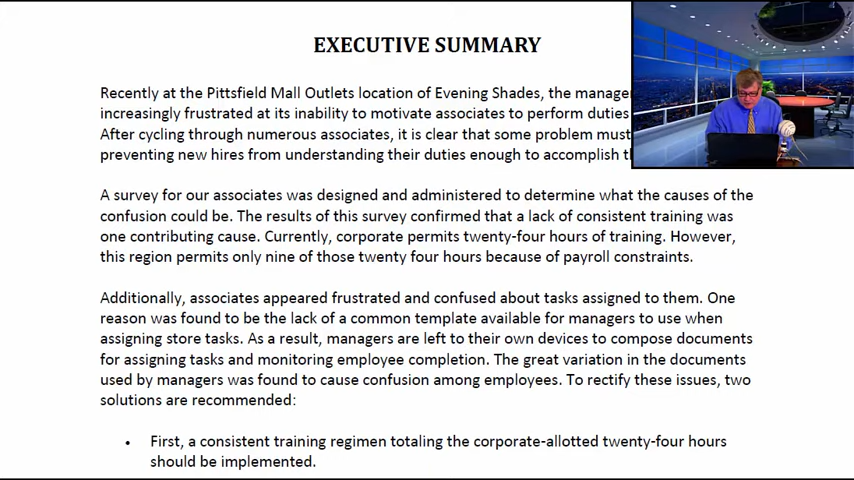 EXECUTIVE SUMMARY
Recently at the Pittsfield Mall Outlets location of Evening Shades, the manager
increasingly frustrated at its inability to motivate associates to perform duties
After cycling through numerous associates, it is clear that some problem must
preventing new hires from understanding their duties enough to accomplish
A survey for our associates was designed and administered to determine what the causes of the
confusion could be. The results of this survey confirmed that a lack of consistent training was
one contributing cause. Currently, corporate permits twenty-four hours of training. However,
this region permits only nine of those twenty four hours because of payroll constraints.
Additionally, associates appeared frustrated and confused about tasks assigned to them. One
reason was found to be the lack of a common template available for managers to use when
assigning store tasks. As a result, managers are left to their own devices to compose documents
for assigning tasks and monitoring employee completion. The great variation in the documents
used by managers was found to cause confusion among employees. To rectify these issues, two
solutions are recommended:
• First, a consistent training regimen totaling the corporate-allotted twenty-four hours
should be implemented.